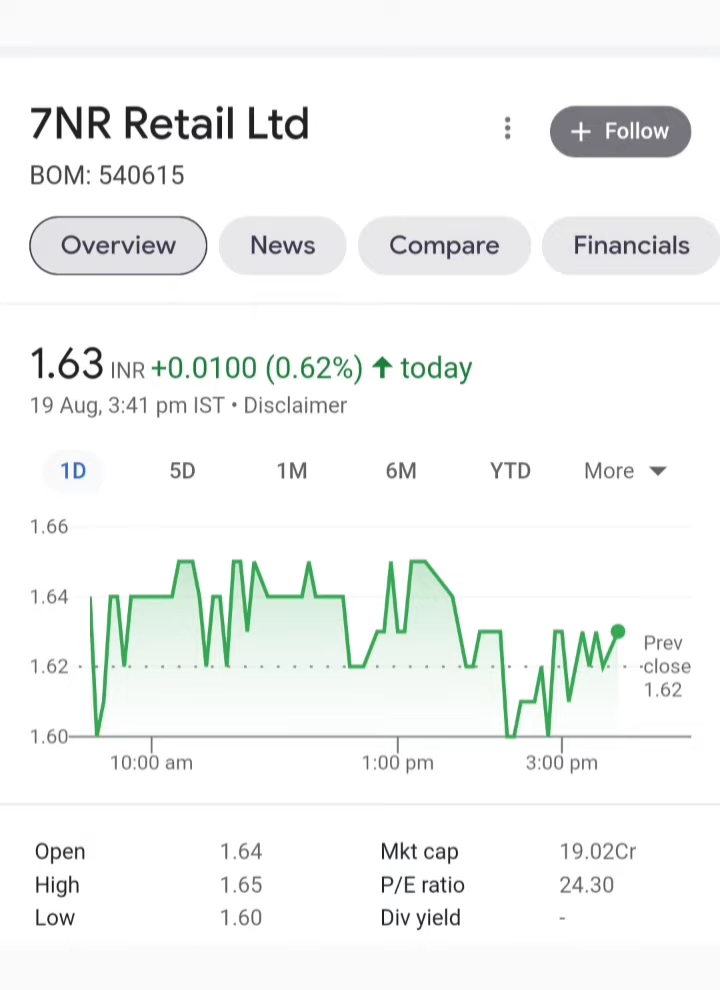 7NR Retail Ltd
+ Follow
BOM: 540615
Overview News Compare Financials
1.63 INR +0.0100 (0.62%) ↑ today
19 Aug, 3:41 pm IST • Disclaimer
1D 5D 1M 6M YTD More
1.66
1.64
1.62
1.60
Prev
close
1.62
10:00 am 1:00 pm 3:00 pm
Open 1.64 Mkt cap 19.02Cr
High 1.65 P/E ratio 24.30
Low 1.60 Div yield -